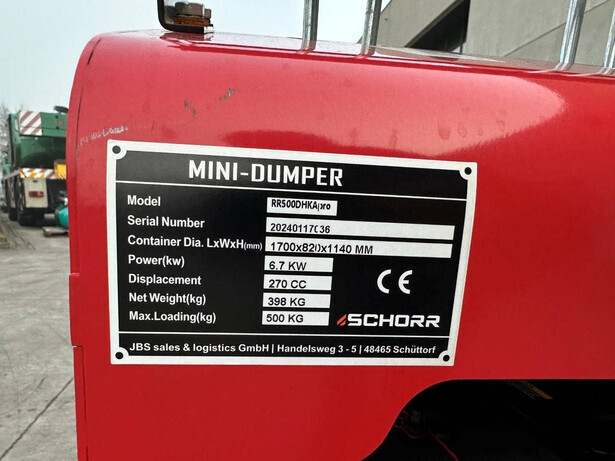 MINI-DUMPER
Model RR500DHKApro
Serial Number 20240117036
Container Dia. LxWxH(mm) 1700x820x1140 MM
Power(kw) 6.7 KW
Displacement 270 CC
Net Weight(kg) 398 KG
Max.Loading(kg) 500 KG
CE
SCHORR
JBS sales & logistics GmbH | Handelsweg 3 - 5 | 48465 Schüttorf